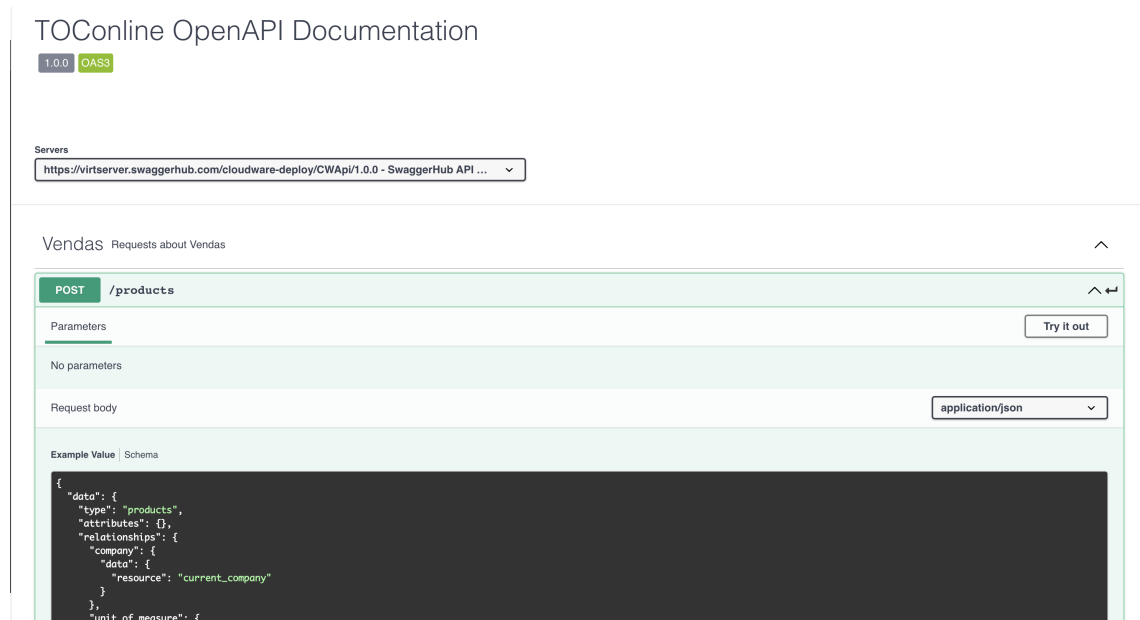 TOConline OpenAPI Documentation
1.0.0 OAS3
Servers
https://virtserver.swaggerhub.com/cloudware-deploy/CWApi/1.0.0 - SwaggerHub API ...
Vendas Requests about Vendas
POST /products
Parameters Try it out
No parameters
Request body application/json
Example Value Schema
{
"data": {
"type": "products",
"attributes": {},
"relationships": {
"company": {
"data": {
"resource": "current_company"
}
},
"unit_of_measure": {